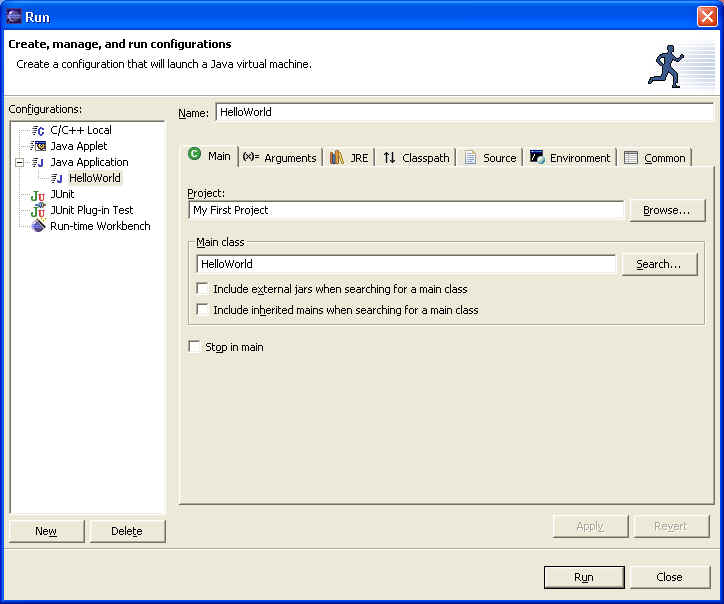 Run
Create, manage, and run configurations
Create a configuration that will launch a Java virtual machine.
Configurations:
C/C++ Local
Java Applet
Java Application
HelloWorld
JUnit
JUnit Plug-in Test
Run-time Workbench
New
Delete
Name: HelloWorld
Main (x)= Arguments JRE Classpath Source Environment Common
Project:
My First Project Browse...
Main class
HelloWorld Search...
Include external jars when searching for a main class
Include inherited mains when searching for a main class
Stop in main
Apply Revert
Run Close